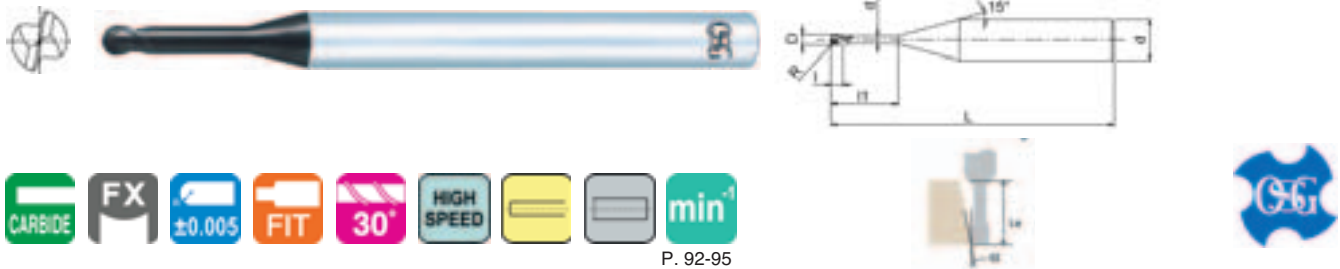 OSG
15°
D
R
l
l1
L
d
CARBIDE
FX
±0.005
FIT
30°
HIGH
SPEED
min⁻¹
P. 92-95
OSG